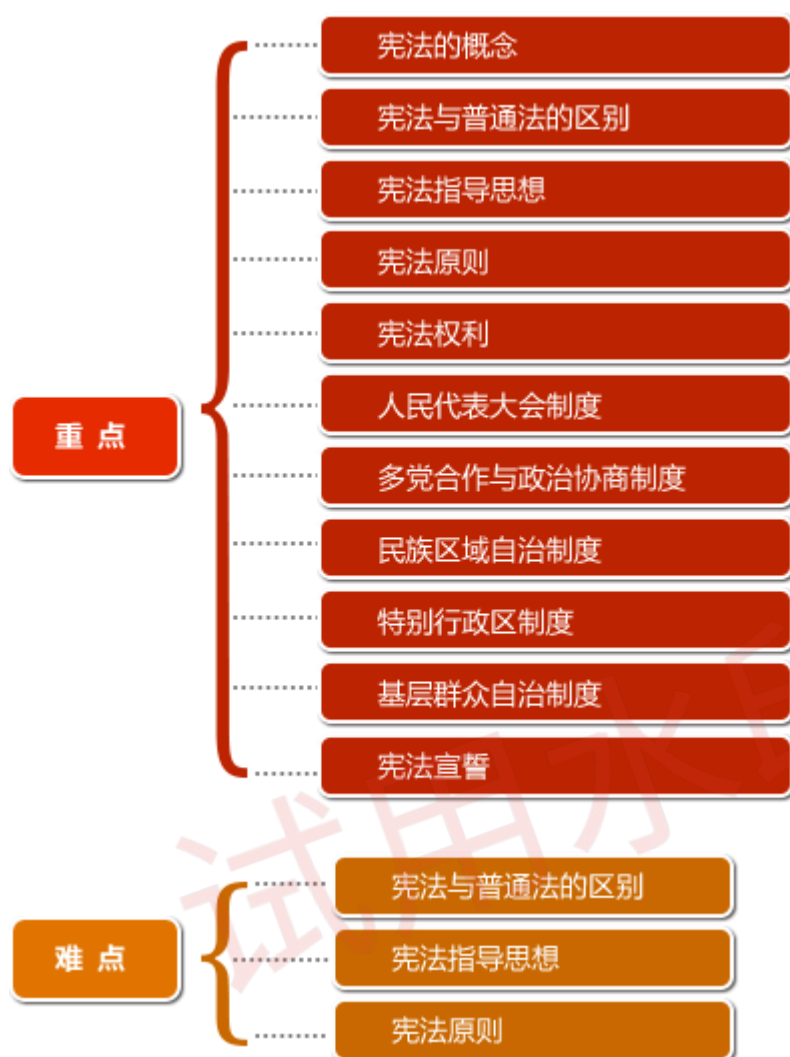 重 点
宪法的概念
宪法与普通法的区别
宪法指导思想
宪法原则
宪法权利
人民代表大会制度
多党合作与政治协商制度
民族区域自治制度
特别行政区制度
基层群众自治制度
宪法宣誓
难 点
宪法与普通法的区别
宪法指导思想
宪法原则
试用水印